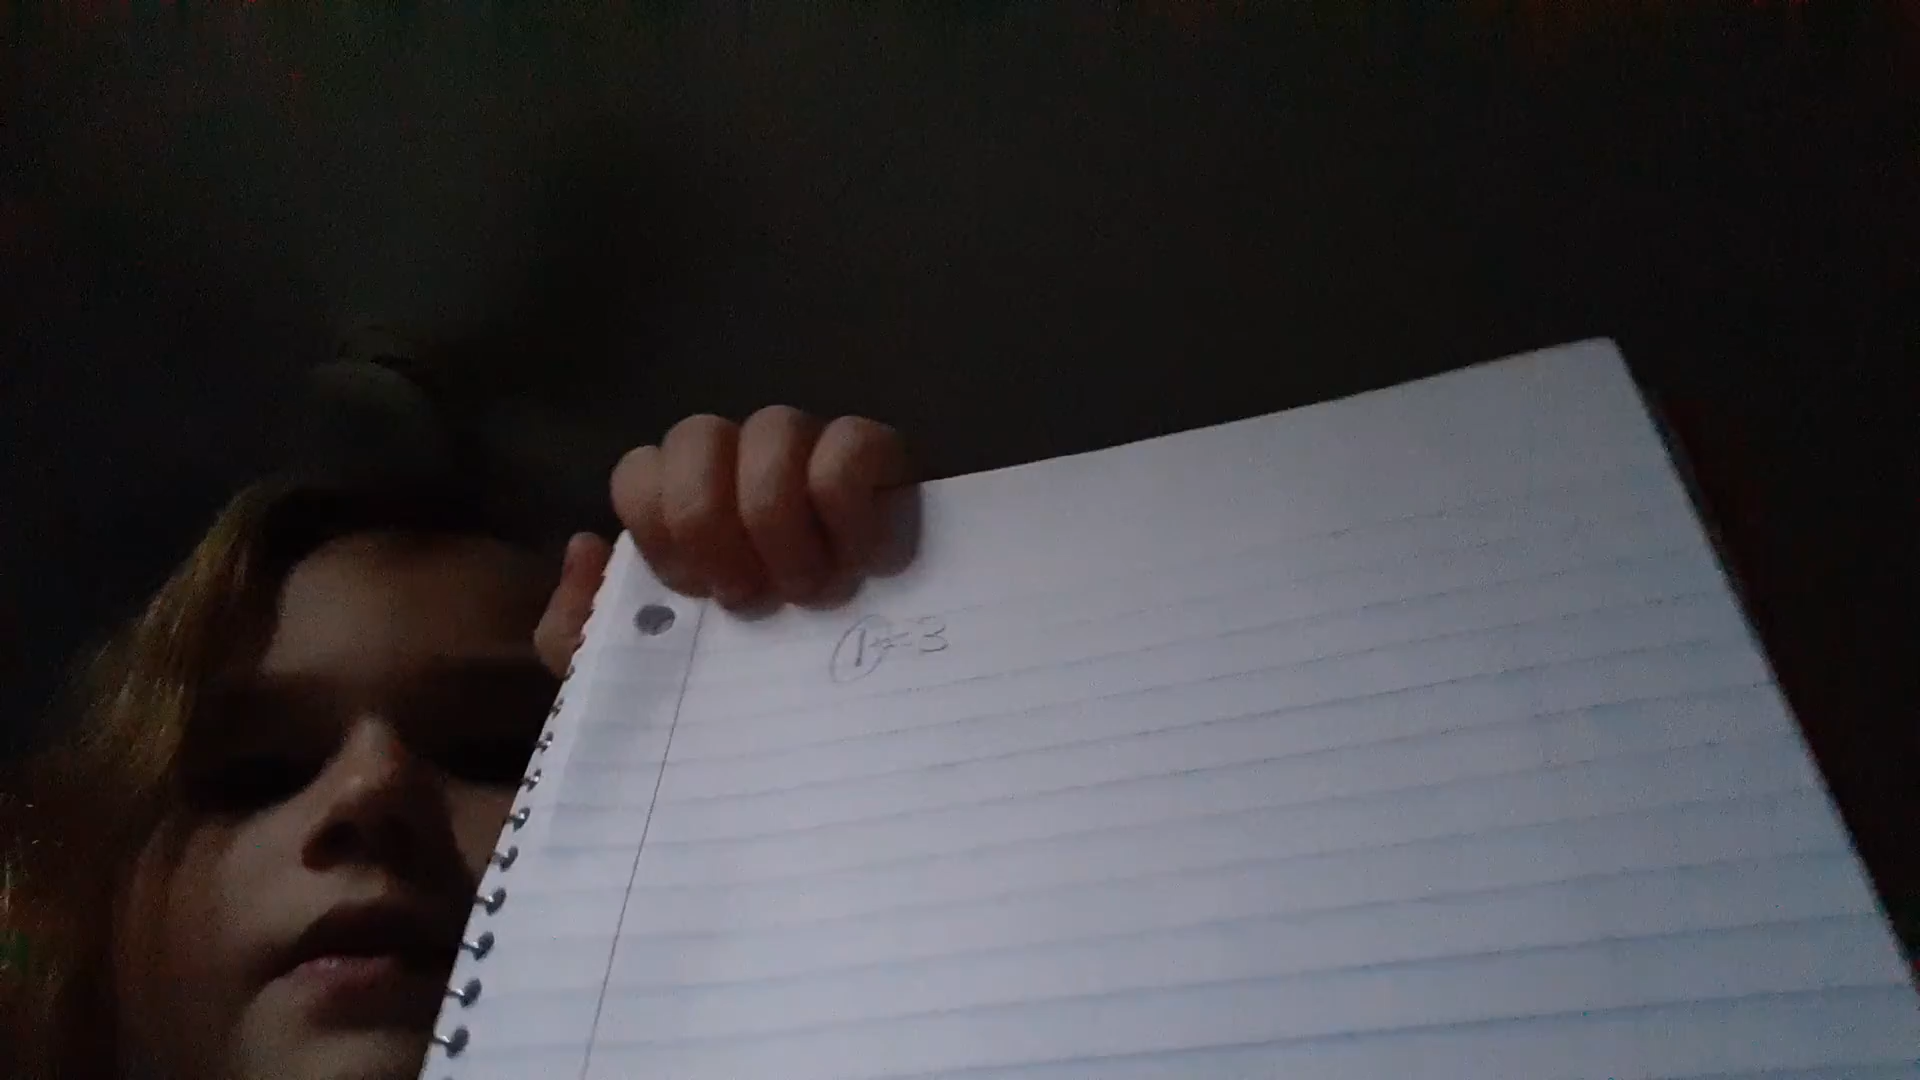 1 = 3